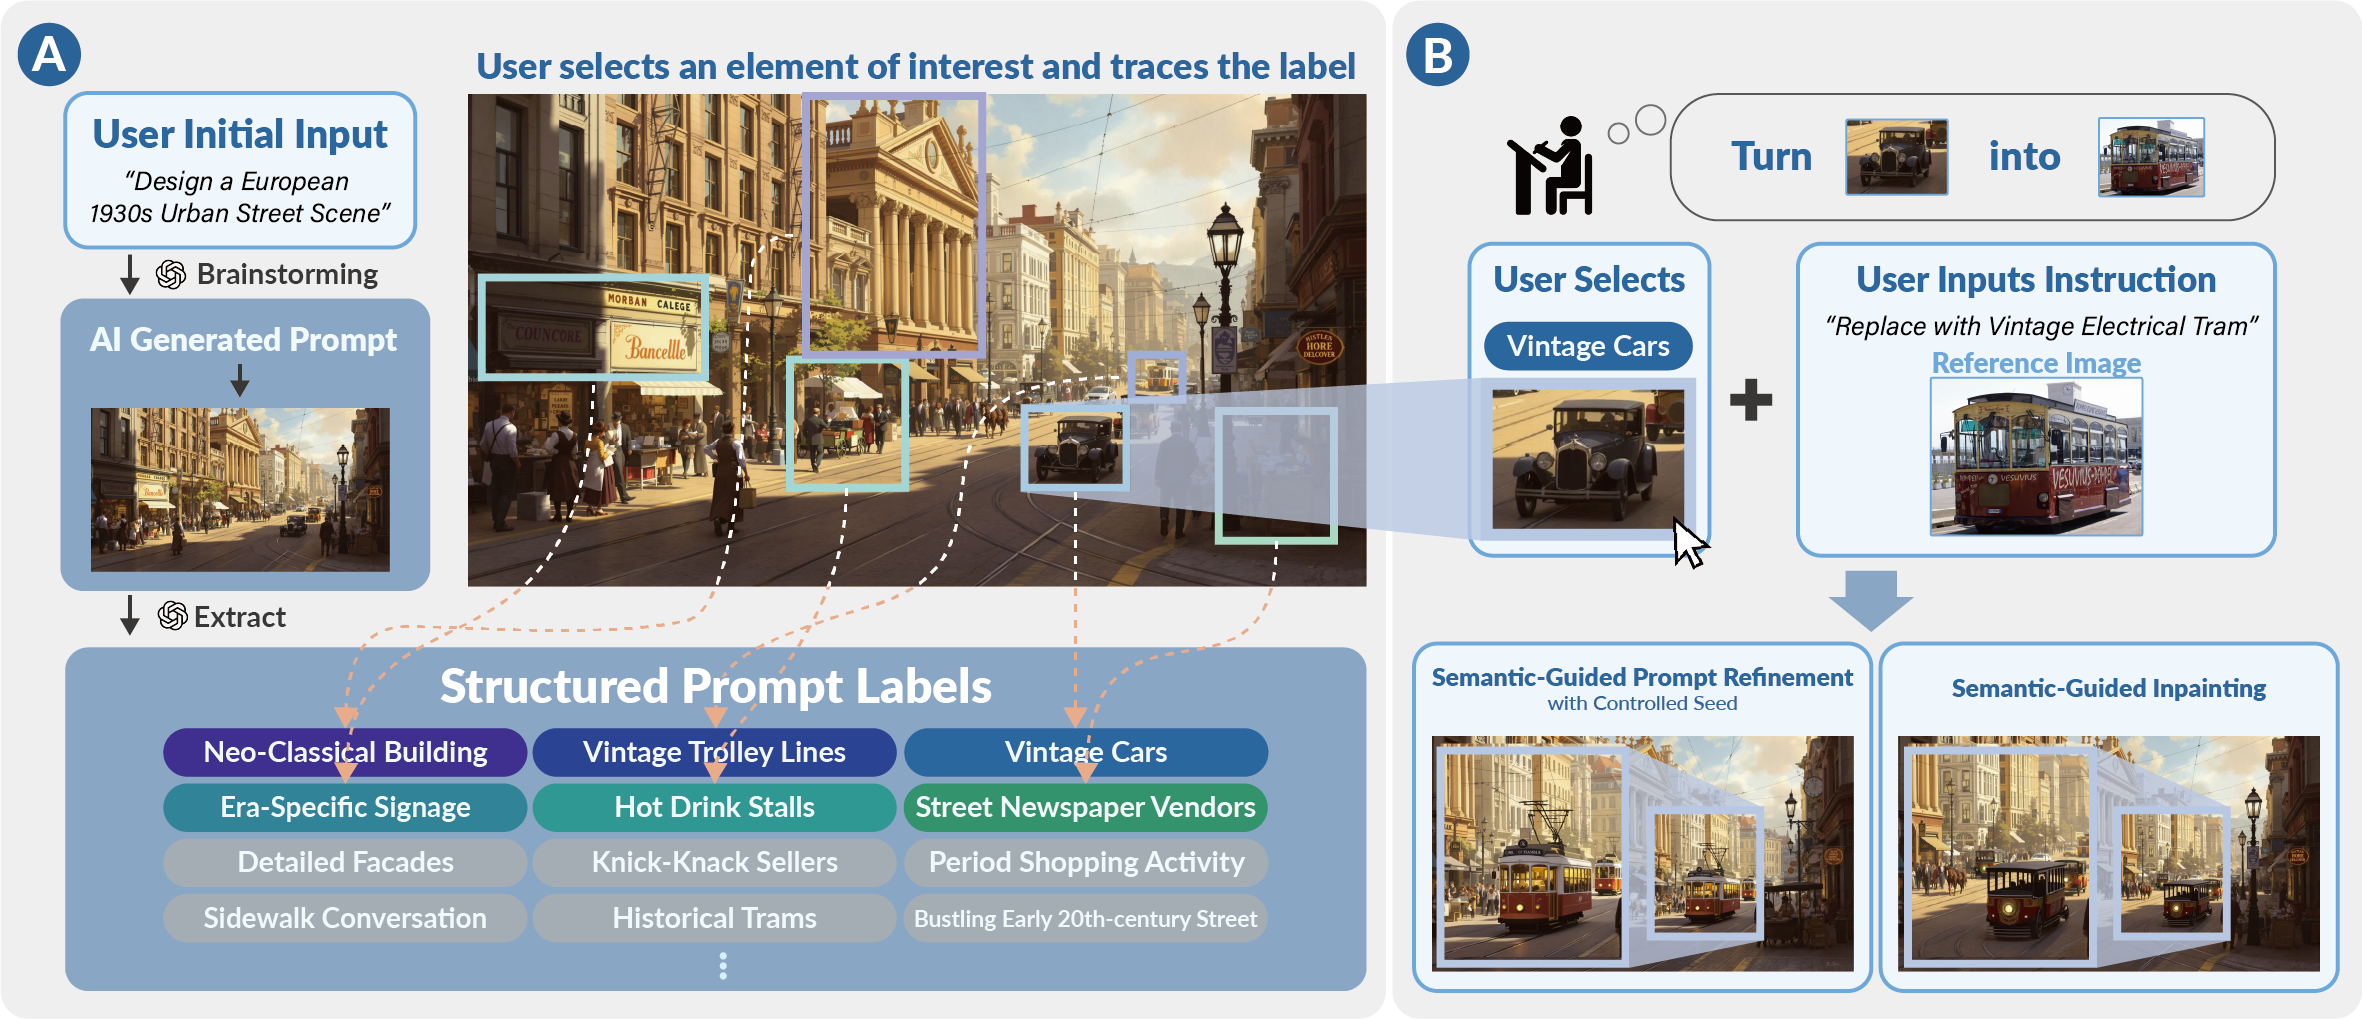 A
User Initial Input
“Design a European
1930s Urban Street Scene”
Brainstorming
AI Generated Prompt
Extract
User selects an element of interest and traces the label
MORBAN CALEGE
COUNCORE
Bancellle
HORE
DELCOVER
Structured Prompt Labels
Neo-Classical Building
Vintage Trolley Lines
Vintage Cars
Era-Specific Signage
Hot Drink Stalls
Street Newspaper Vendors
Detailed Facades
Knick-Knack Sellers
Period Shopping Activity
Sidewalk Conversation
Historical Trams
Bustling Early 20th-century Street
B
Turn
into
User Selects
Vintage Cars
User Inputs Instruction
“Replace with Vintage Electrical Tram”
Reference Image
VESUVIUS
Semantic-Guided Prompt Refinement
with Controlled Seed
Semantic-Guided Inpainting